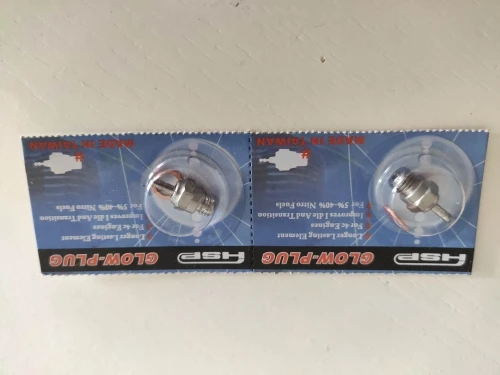 HSP GLOW-PLUG
Longer Lasting Element
For 4c Engines
Improves Idle And Transition
For 5%-40% Nitro Fuels
#
MADE IN TAIWAN
HSP GLOW-PLUG
Longer Lasting Element
For 4c Engines
Improves Idle And Transition
For 5%-40% Nitro Fuels
#
MADE IN TAIWAN